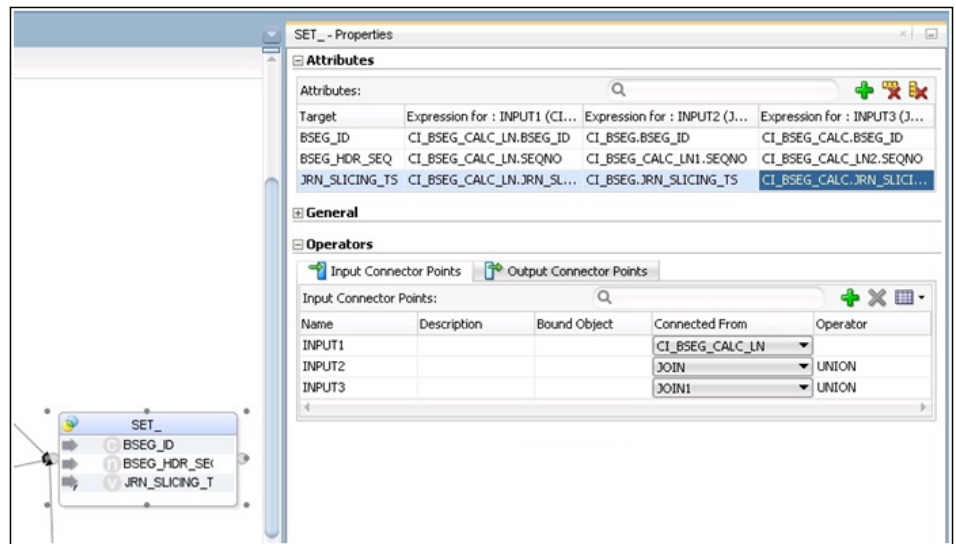 SET_ - Properties
Attributes
Attributes:
Target Expression for : INPUT1 (CI... Expression for : INPUT2 (J... Expression for : INPUT3 (J...
BSEG_ID CI_BSEG_CALC_LN.BSEG_ID CI_BSEG.BSEG_ID CI_BSEG_CALC.BSEG_ID
BSEG_HDR_SEQ CI_BSEG_CALC_LN.SEQNO CI_BSEG_CALC_LN1.SEQNO CI_BSEG_CALC_LN2.SEQNO
JRN_SLICING_TS CI_BSEG_CALC_LN.JRN_SL... CI_BSEG.JRN_SLICING_TS CI_BSEG_CALC.JRN_SLICI...
General
Operators
Input Connector Points Output Connector Points
Input Connector Points:
Name Description Bound Object Connected From Operator
INPUT1 CI_BSEG_CALC_LN
INPUT2 JOIN UNION
INPUT3 JOIN1 UNION
SET_
C BSEG_ID
n BSEG_HDR_SE(
V JRN_SLICING_T